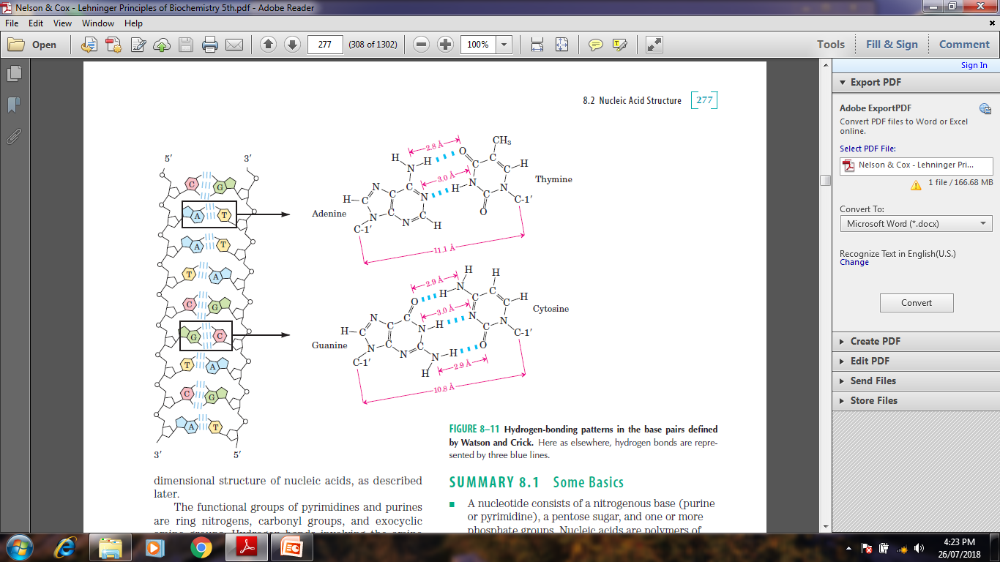 Nelson & Cox - Lehninger Principles of Biochemistry 5th.pdf - Adobe Reader
File Edit View Window Help
Open 277 (308 of 1302) 100% Tools Fill & Sign Comment
Sign In
Export PDF
Adobe ExportPDF
Convert PDF files to Word or Excel
online.
Select PDF File:
Nelson & Cox - Lehninger Pri...
1 file / 166.68 MB
Convert To:
Microsoft Word (*.docx)
Recognize Text in English(U.S.)
Change
Convert
Create PDF
Edit PDF
Send Files
Store Files
8.2 Nucleic Acid Structure 277
5′ 3′
C G
A T
A T
T A
C G
G C
T A
C G
A T
3′ 5′
CH3
2.8 Å
H H O
N C C H
3.0 Å C
Thymine
N C H N
H C N C N C-1′
Adenine
N C N C H O
C-1′
11.1 Å
H H
2.9 Å N
H C C H
O C
3.0 Å
Cytosine
N C N H N N
H C C C C-1′
Guanine
N C N C N H O
C-1′ H 2.9 Å
10.8 Å
FIGURE 8–11 Hydrogen-bonding patterns in the base pairs defined
by Watson and Crick. Here as elsewhere, hydrogen bonds are repre-
sented by three blue lines.
dimensional structure of nucleic acids, as described
later.
The functional groups of pyrimidines and purines
are ring nitrogens, carbonyl groups, and exocyclic
amino groups. Hydrogen bonds involving the amino
SUMMARY 8.1 Some Basics
■ A nucleotide consists of a nitrogenous base (purine
or pyrimidine), a pentose sugar, and one or more
phosphate groups. Nucleic acids are polymers of
4:23 PM
26/07/2018